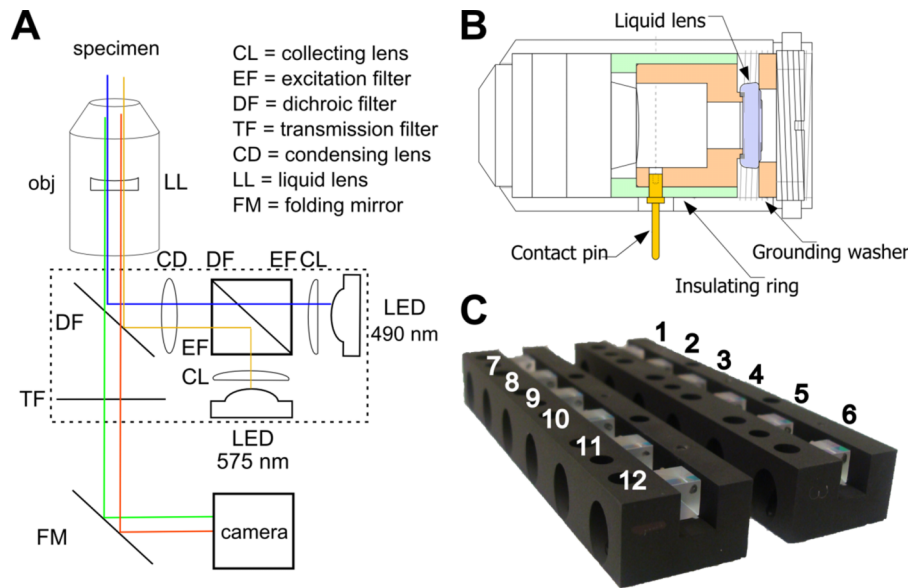 A
specimen
CL = collecting lens
EF = excitation filter
DF = dichroic filter
TF = transmission filter
CD = condensing lens
LL = liquid lens
FM = folding mirror
obj
LL
CD
DF
EF
CL
DF
LED
490 nm
EF
CL
TF
LED
575 nm
FM
camera
B
Liquid lens
Contact pin
Grounding washer
Insulating ring
C
1
2
3
4
5
6
7
8
9
10
11
12